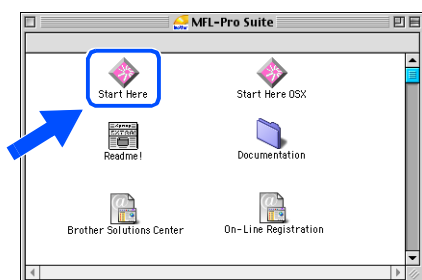 MFL-Pro Suite
Start Here
Start Here OSX
Readme!
Documentation
Brother Solutions Center
On-Line Registration